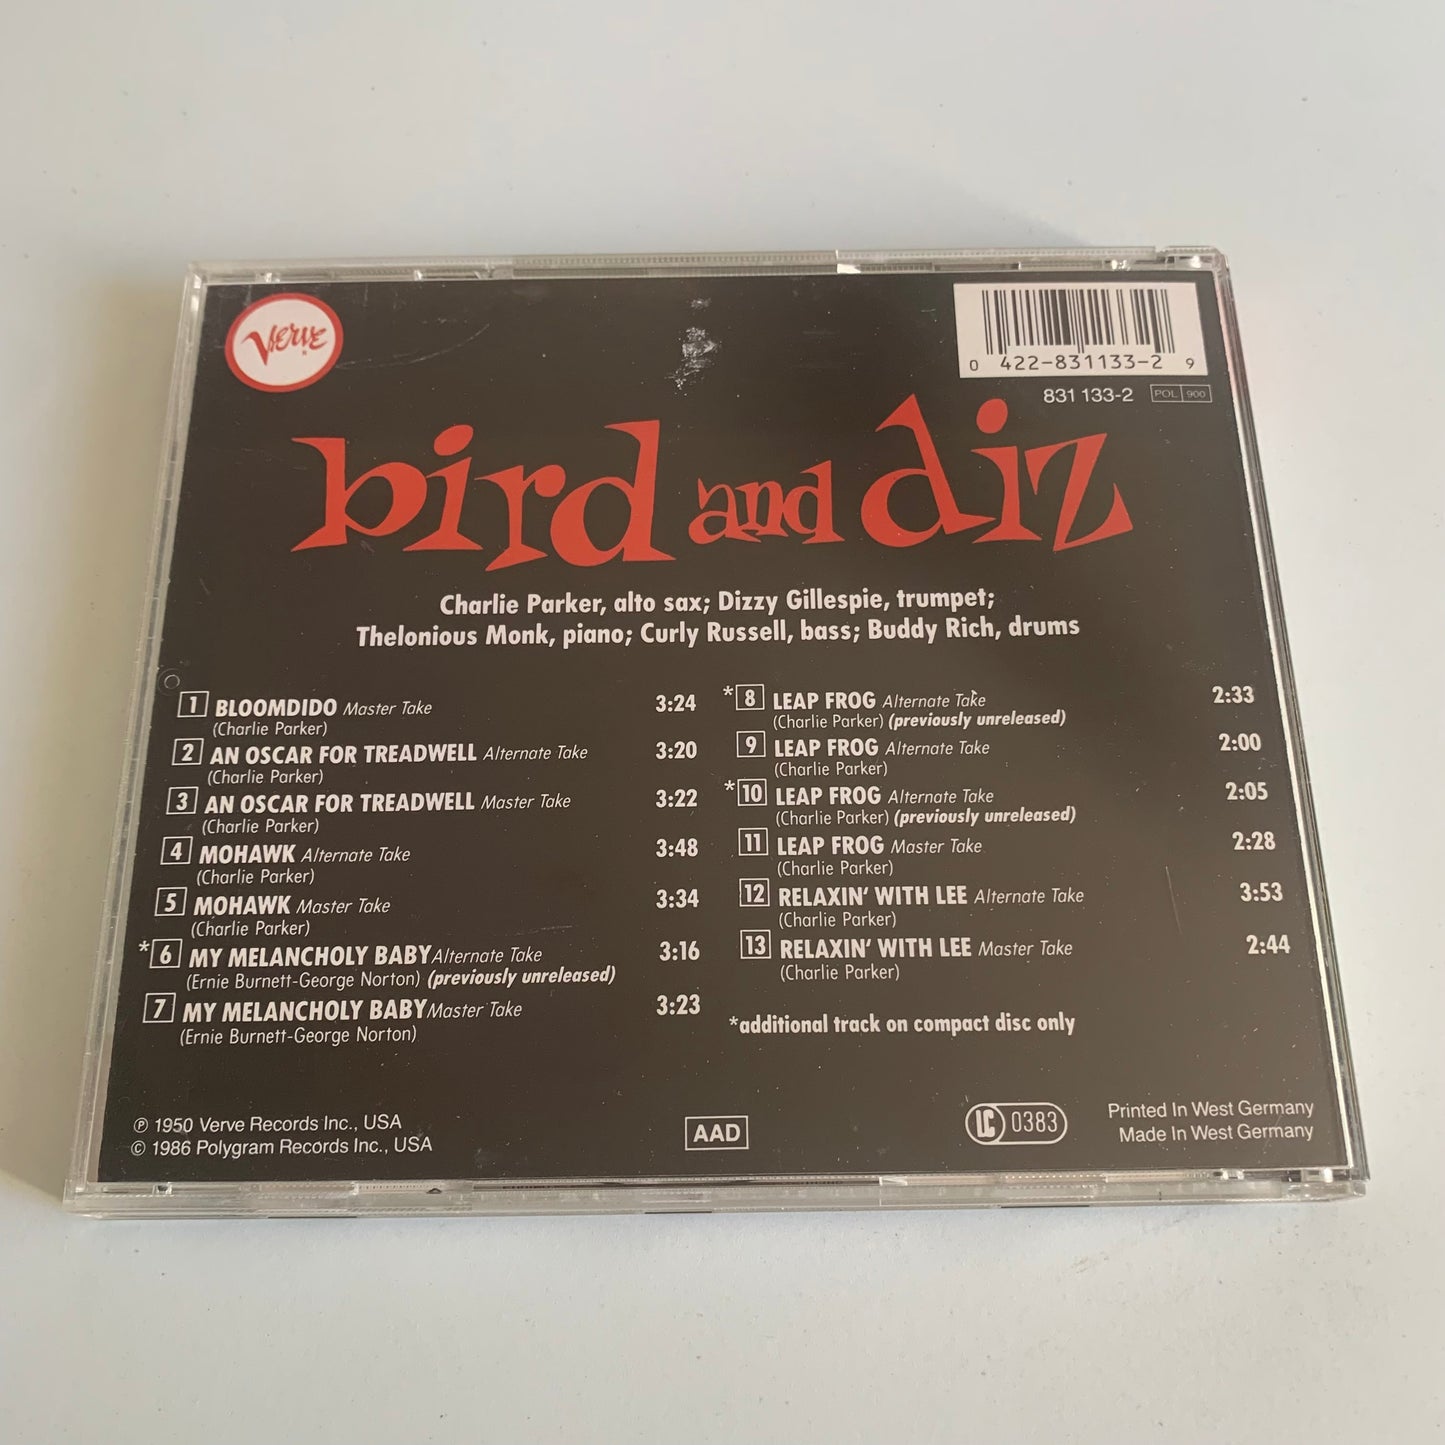 Verve
0 422-831133-2 9
831 133-2 POL 900
bird and diz
Charlie Parker, alto sax; Dizzy Gillespie, trumpet;
Thelonious Monk, piano; Curly Russell, bass; Buddy Rich, drums
1 BLOOMDIDO Master Take 3:24
(Charlie Parker)
2 AN OSCAR FOR TREADWELL Alternate Take 3:20
(Charlie Parker)
3 AN OSCAR FOR TREADWELL Master Take 3:22
(Charlie Parker)
4 MOHAWK Alternate Take 3:48
(Charlie Parker)
5 MOHAWK Master Take 3:34
(Charlie Parker)
*6 MY MELANCHOLY BABY Alternate Take 3:16
(Ernie Burnett-George Norton) (previously unreleased)
7 MY MELANCHOLY BABY Master Take 3:23
(Ernie Burnett-George Norton)
*8 LEAP FROG Alternate Take 2:33
(Charlie Parker) (previously unreleased)
9 LEAP FROG Alternate Take 2:00
(Charlie Parker)
*10 LEAP FROG Alternate Take 2:05
(Charlie Parker) (previously unreleased)
11 LEAP FROG Master Take 2:28
(Charlie Parker)
12 RELAXIN' WITH LEE Alternate Take 3:53
(Charlie Parker)
13 RELAXIN' WITH LEE Master Take 2:44
(Charlie Parker)
*additional track on compact disc only
℗ 1950 Verve Records Inc., USA
© 1986 Polygram Records Inc., USA
AAD
LC 0383
Printed In West Germany
Made In West Germany